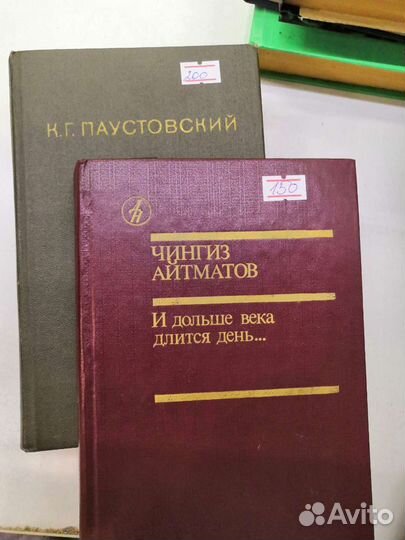 200
К. Г. ПАУСТОВСКИЙ
150
ЧИНГИЗ
АЙТМАТОВ
И дольше века
длится день...
Avito